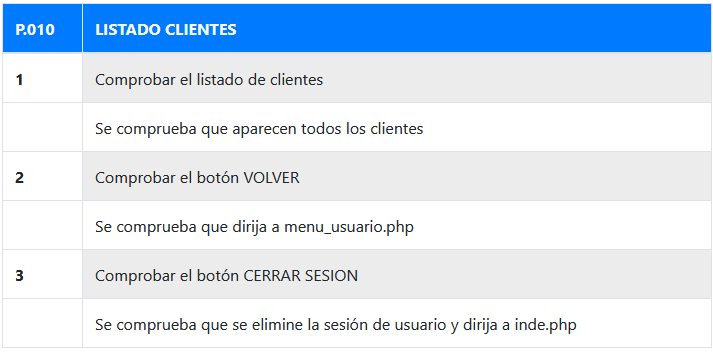 P.010 LISTADO CLIENTES
1 Comprobar el listado de clientes
Se comprueba que aparecen todos los clientes
2 Comprobar el botón VOLVER
Se comprueba que dirija a menu_usuario.php
3 Comprobar el botón CERRAR SESION
Se comprueba que se elimine la sesión de usuario y dirija a inde.php